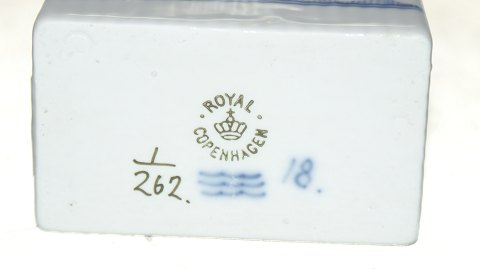 · ROYAL ·
COPENHAGEN
1
262.
18.